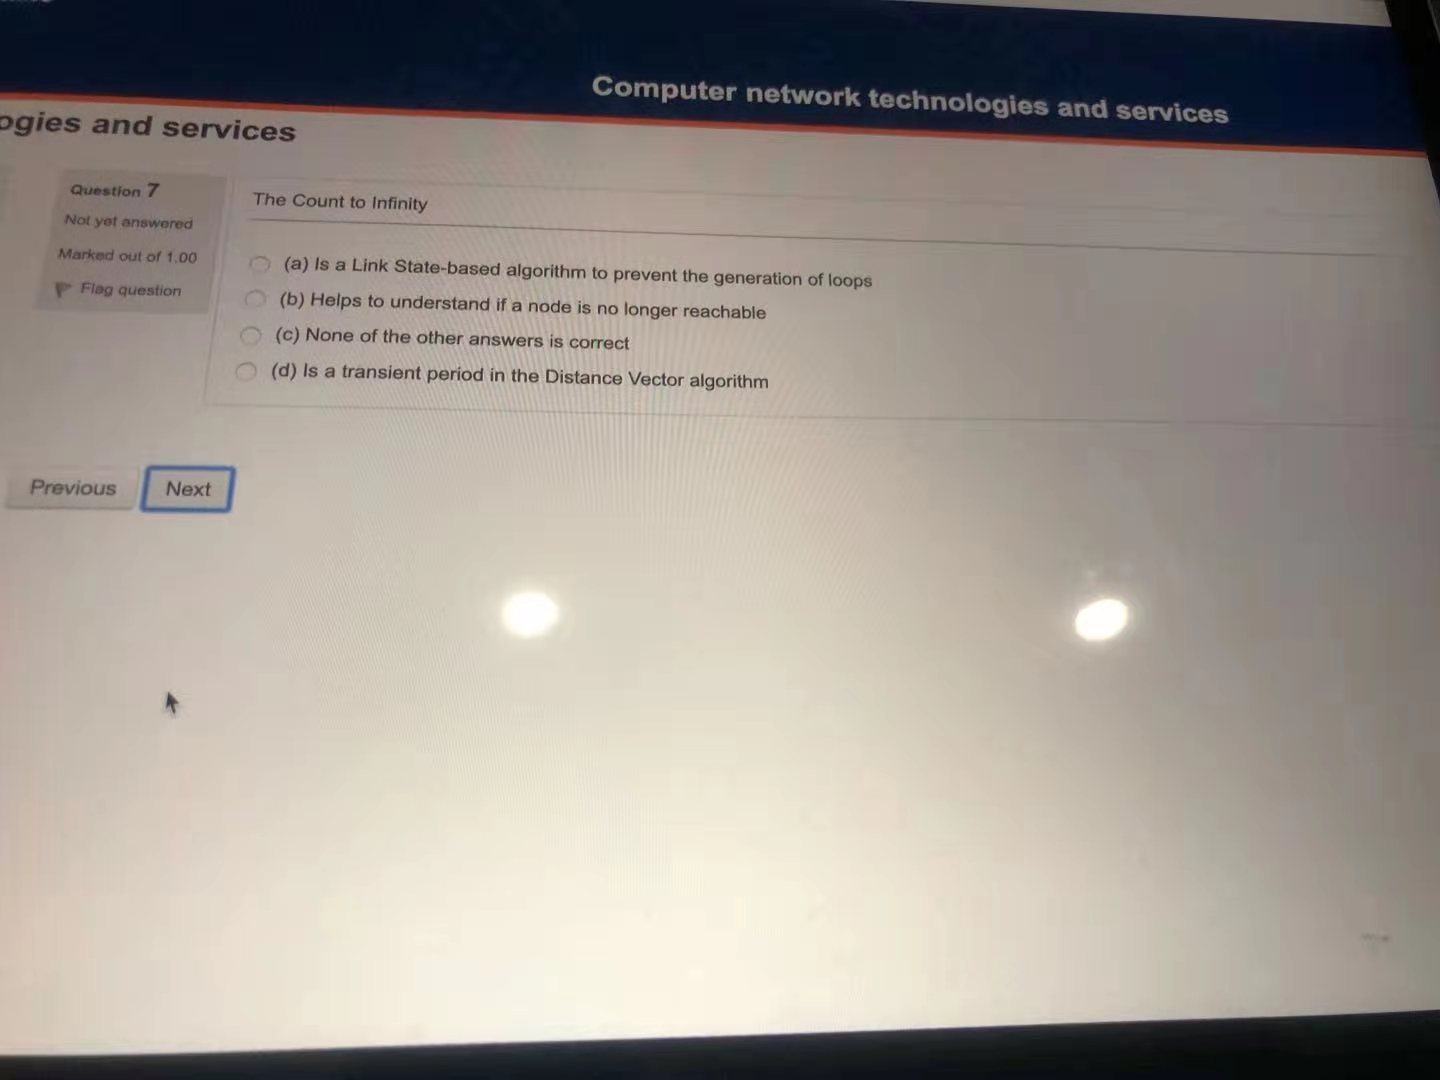 Computer network technologies and services
ogies and services
Question 7
Not yet answered
Marked out of 1.00
Flag question
The Count to Infinity
(a) Is a Link State-based algorithm to prevent the generation of loops
(b) Helps to understand if a node is no longer reachable
(c) None of the other answers is correct
(d) Is a transient period in the Distance Vector algorithm
Previous
Next